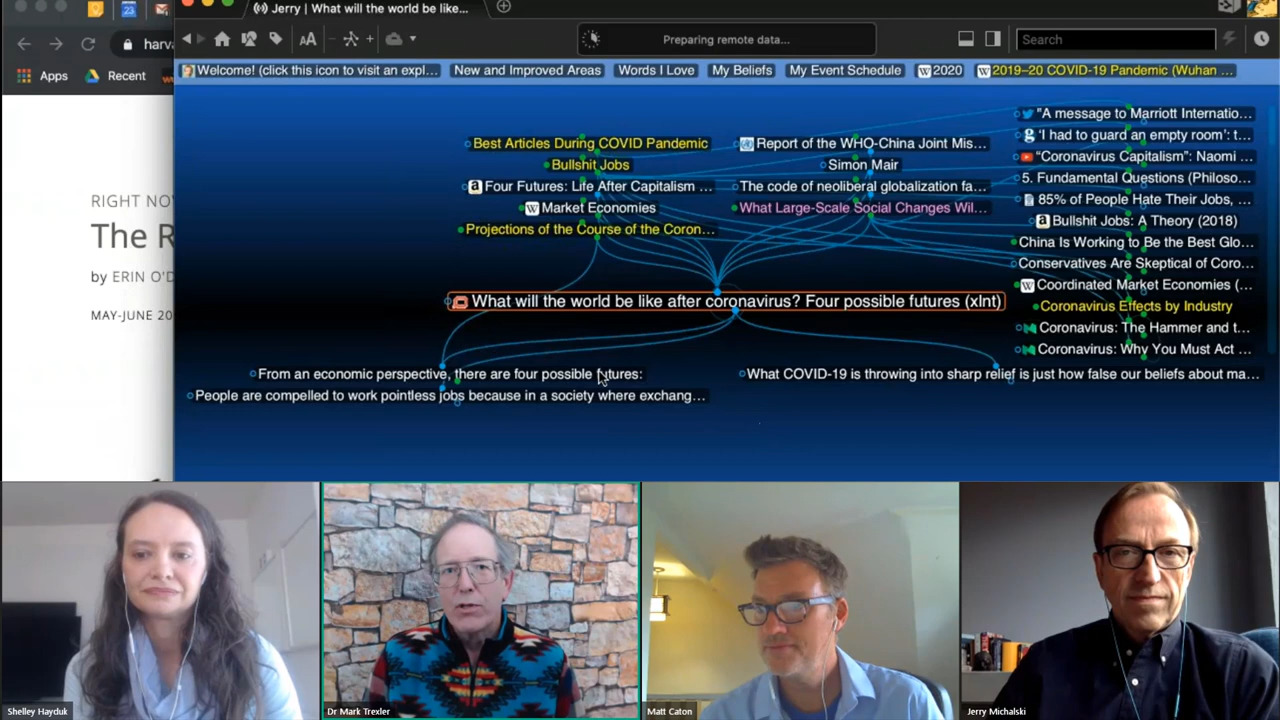 Jerry | What will the world be like...
harva
Preparing remote data...
Search
Apps
Recent
Welcome! (click this icon to visit an expl...
New and Improved Areas
Words I Love
My Beliefs
My Event Schedule
2020
2019–20 COVID-19 Pandemic (Wuhan ...
RIGHT NO
The R
by ERIN O'D
MAY-JUNE 20
Best Articles During COVID Pandemic
Bullshit Jobs
Four Futures: Life After Capitalism ...
Market Economies
Projections of the Course of the Coron...
Report of the WHO-China Joint Mis...
Simon Mair
The code of neoliberal globalization fa...
What Large-Scale Social Changes Wil...
"A message to Marriott Internatio...
'I had to guard an empty room': t...
"Coronavirus Capitalism": Naomi ...
5. Fundamental Questions (Philoso...
85% of People Hate Their Jobs, ...
Bullshit Jobs: A Theory (2018)
China Is Working to Be the Best Glo...
Conservatives Are Skeptical of Coro...
Coordinated Market Economies (...
Coronavirus Effects by Industry
Coronavirus: The Hammer and t...
Coronavirus: Why You Must Act ...
What will the world be like after coronavirus? Four possible futures (xInt)
From an economic perspective, there are four possible futures:
People are compelled to work pointless jobs because in a society where exchang...
What COVID-19 is throwing into sharp relief is just how false our beliefs about ma...
Shelley Hayduk
Dr Mark Trexler
Matt Caton
Jerry Michalski